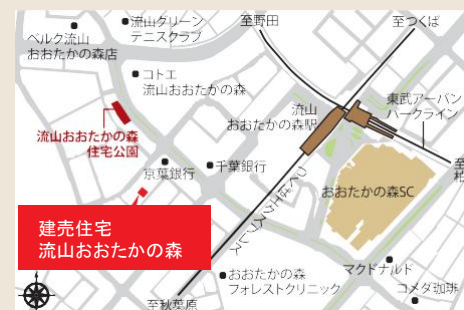 流山グリーン
テニスクラブ
至野田
至つくば
ベルク流山
おおたかの森店
コトエ
流山おおたかの森
流山
おおたかの森駅
東武アーバン
パークライン
流山おおたかの森
住宅公園
京葉銀行
千葉銀行
至
柏
つくばエクスプレス
おおたかの森SC
建売住宅
流山おおたかの森
マクドナルド
おおたかの森
フォレストクリニック
コメダ珈琲
至秋葉原